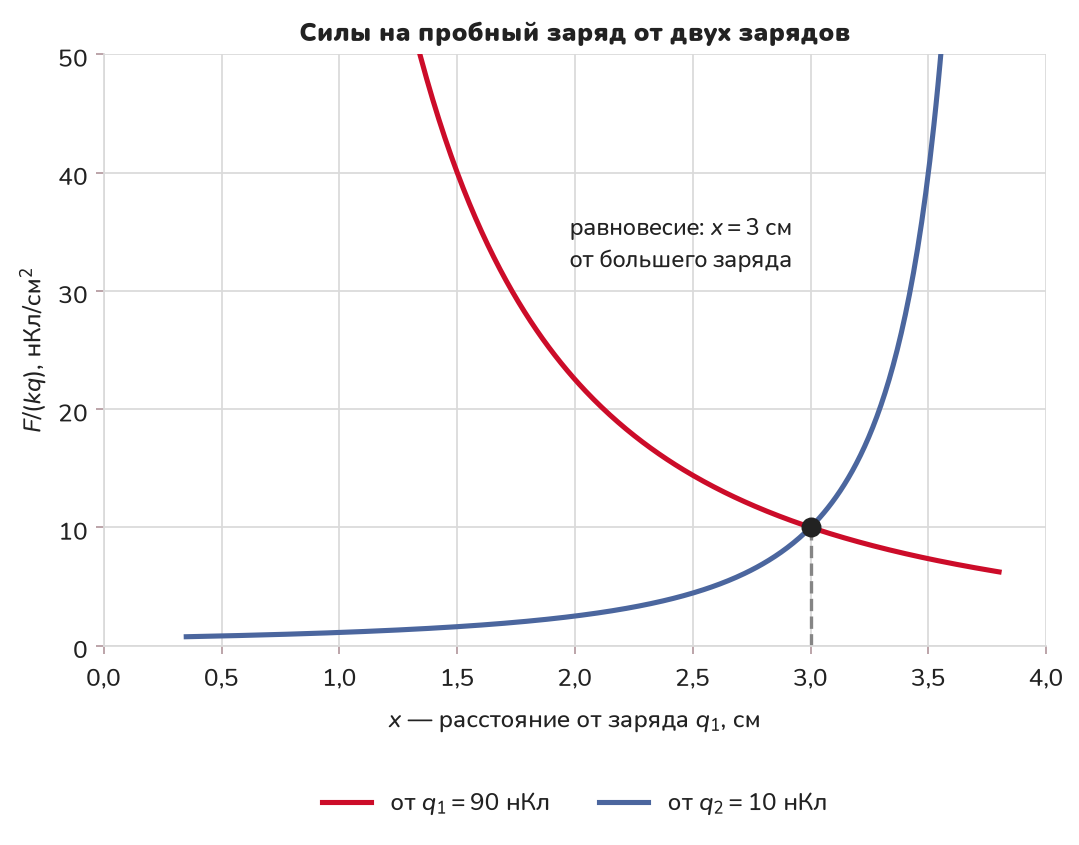 Силы на пробный заряд от двух зарядов
F/(kq), нКл/см²
50
40
30
20
10
0
равновесие: x = 3 см
от большего заряда
0,0 0,5 1,0 1,5 2,0 2,5 3,0 3,5 4,0
x — расстояние от заряда q₁, см
от q₁ = 90 нКл от q₂ = 10 нКл